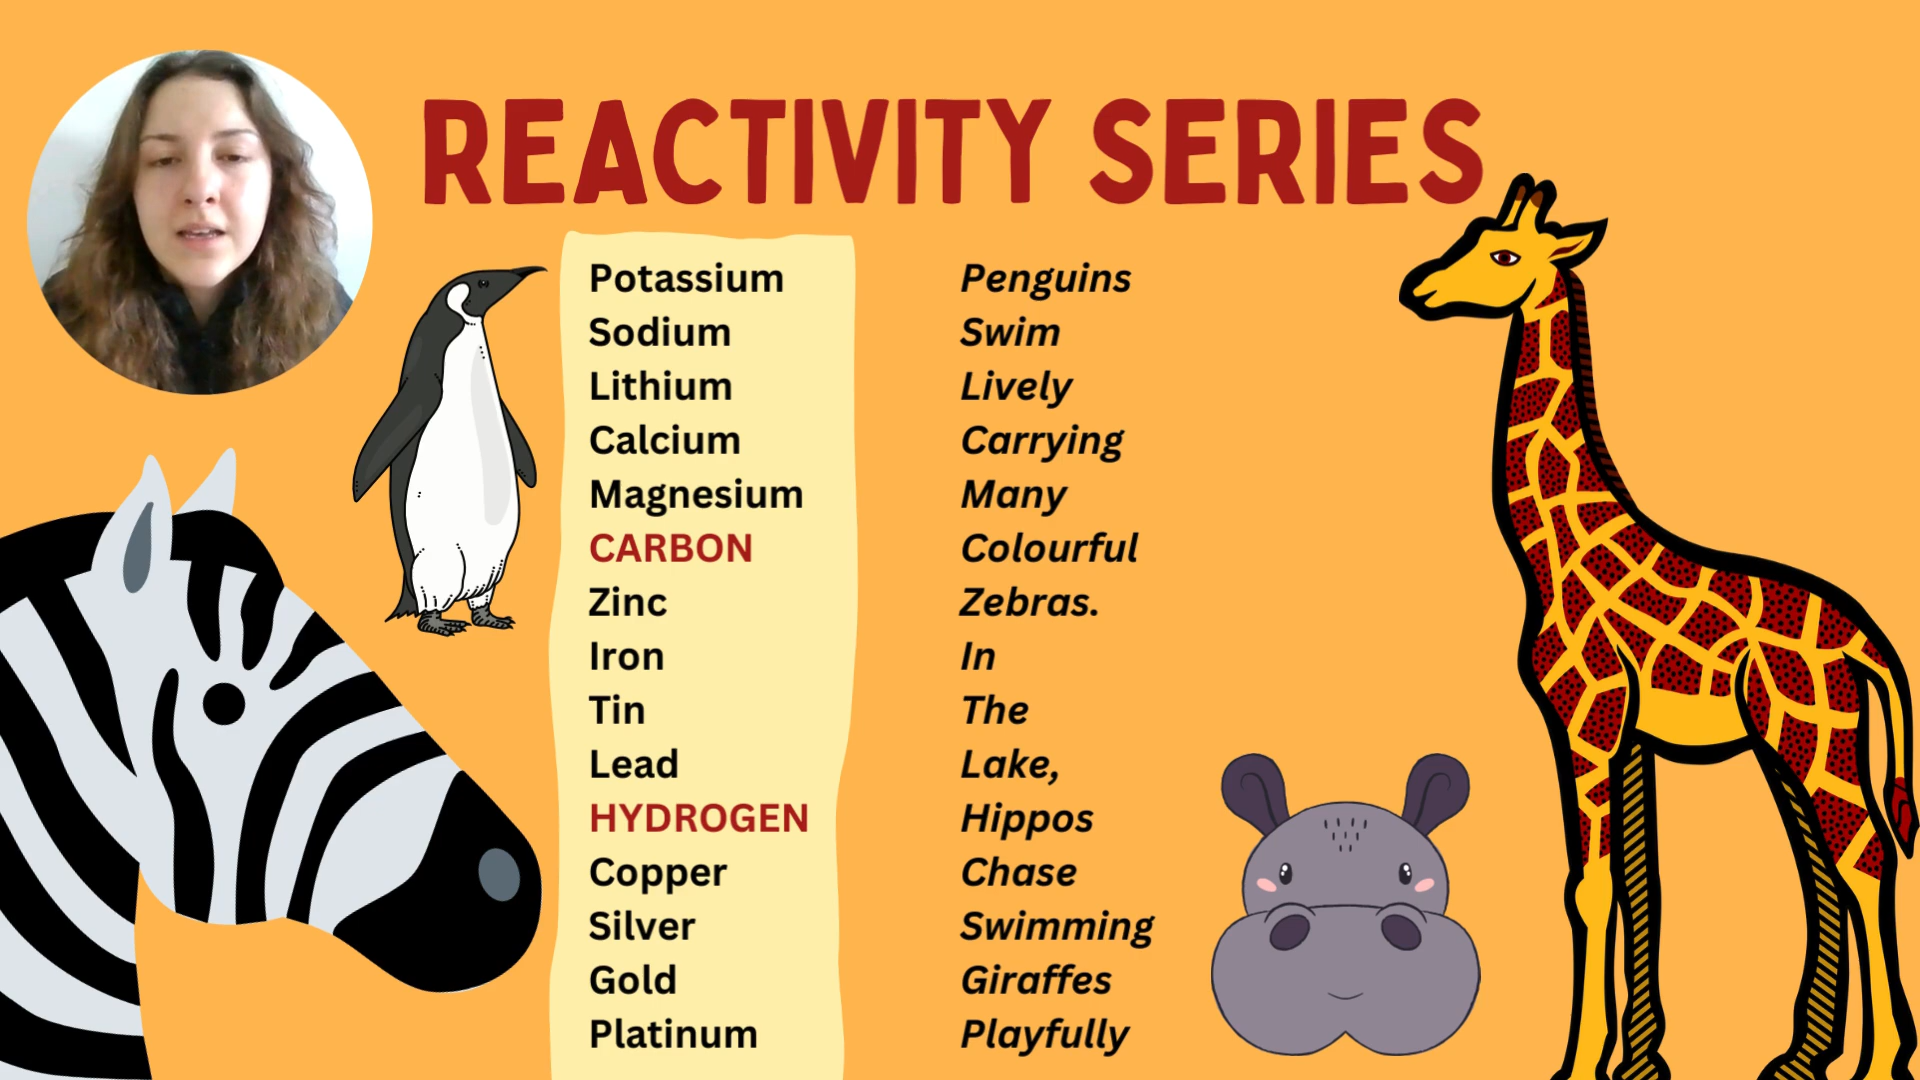 REACTIVITY SERIES
Potassium Penguins
Sodium Swim
Lithium Lively
Calcium Carrying
Magnesium Many
CARBON Colourful
Zinc Zebras.
Iron In
Tin The
Lead Lake,
HYDROGEN Hippos
Copper Chase
Silver Swimming
Gold Giraffes
Platinum Playfully